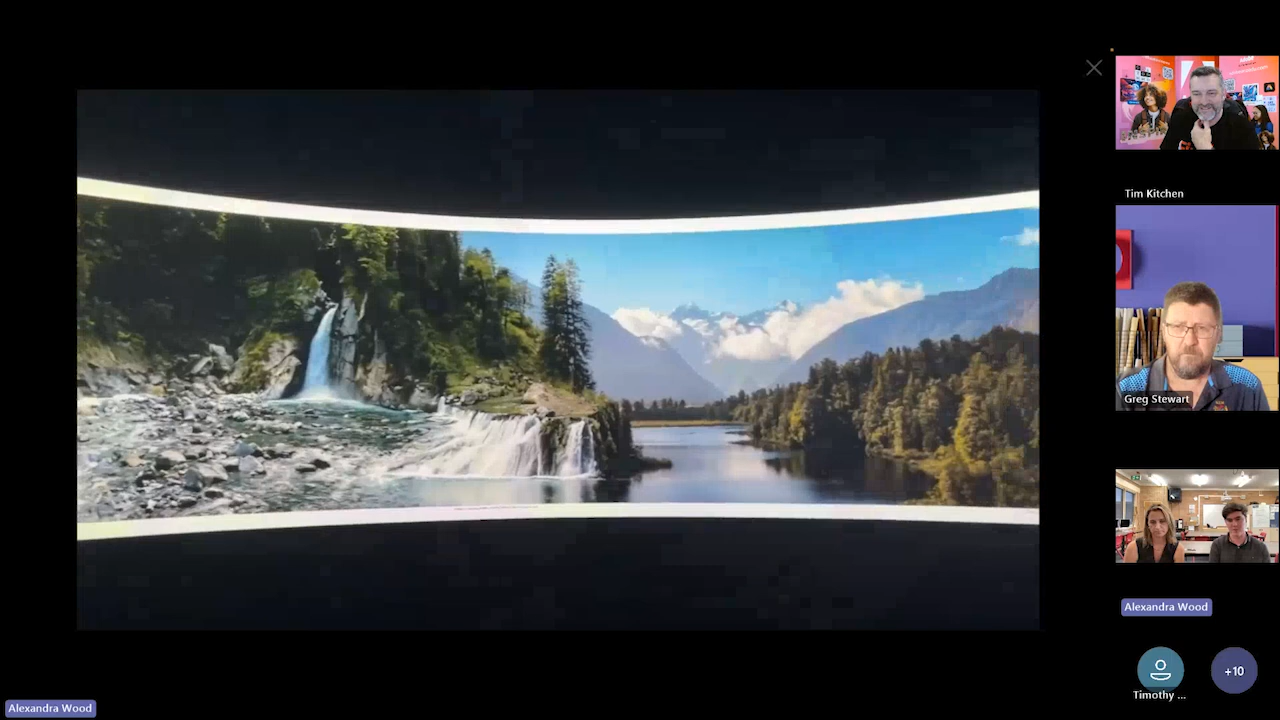 Tim Kitchen
Greg Stewart
Alexandra Wood
Timothy ...
+10
Alexandra Wood